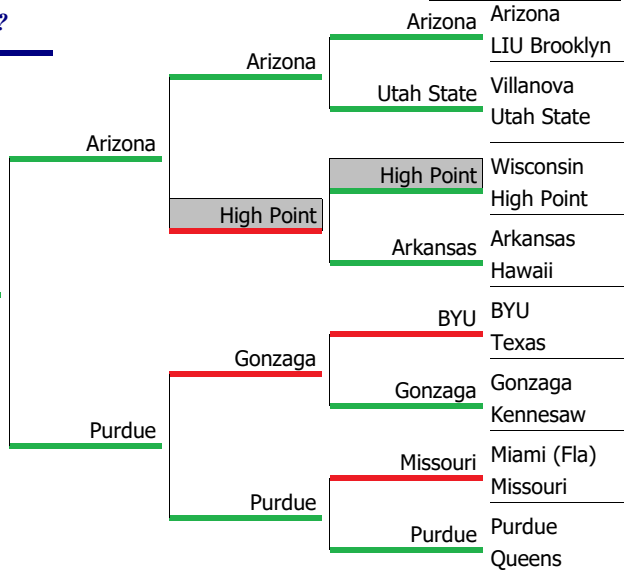 ?
Arizona
Purdue
Arizona
High Point
Gonzaga
Purdue
Arizona
Utah State
High Point
Arkansas
BYU
Gonzaga
Missouri
Purdue
Arizona
LIU Brooklyn
Villanova
Utah State
Wisconsin
High Point
Arkansas
Hawaii
BYU
Texas
Gonzaga
Kennesaw
Miami (Fla)
Missouri
Purdue
Queens